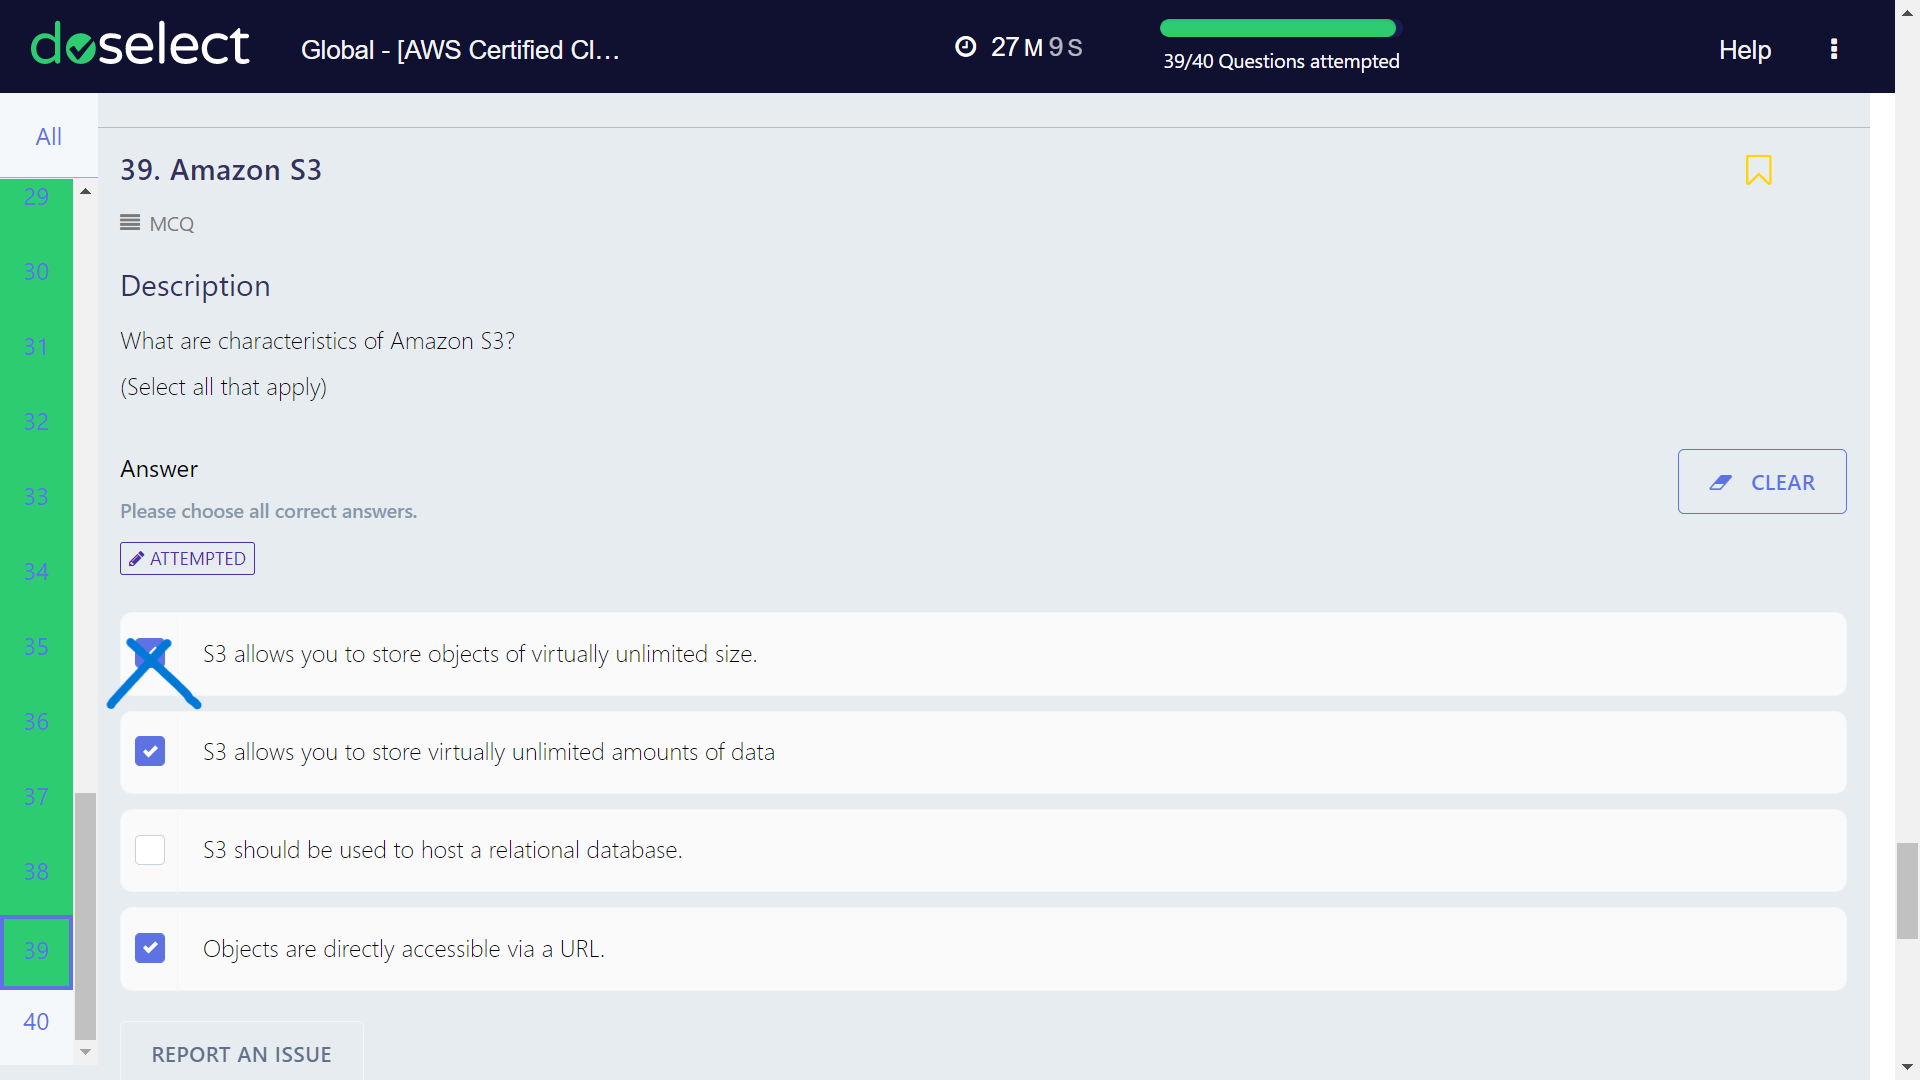 doselect
Global - [AWS Certified Cl...
27 M 9 S
39/40 Questions attempted
Help
All
29
30
31
32
33
34
35
36
37
38
39
40
39. Amazon S3
MCQ
Description
What are characteristics of Amazon S3?
(Select all that apply)
Answer
Please choose all correct answers.
CLEAR
ATTEMPTED
S3 allows you to store objects of virtually unlimited size.
S3 allows you to store virtually unlimited amounts of data
S3 should be used to host a relational database.
Objects are directly accessible via a URL.
REPORT AN ISSUE